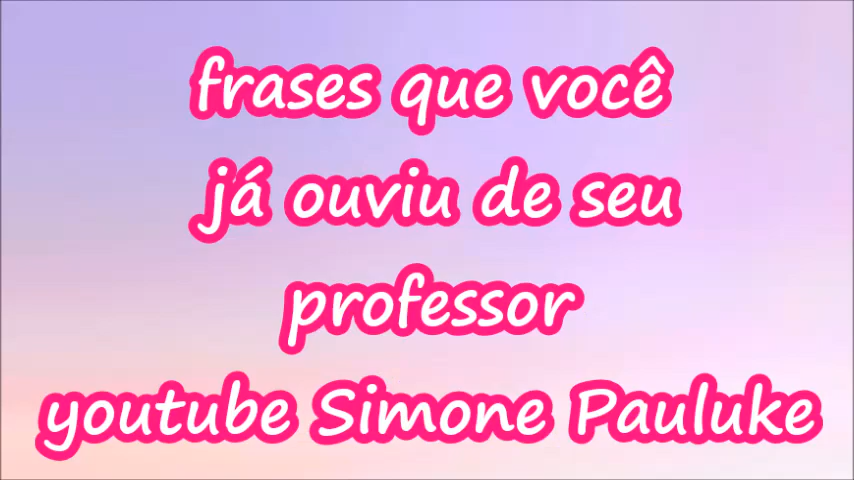 frases que você
já ouviu de seu
professor
youtube Simone Pauluke